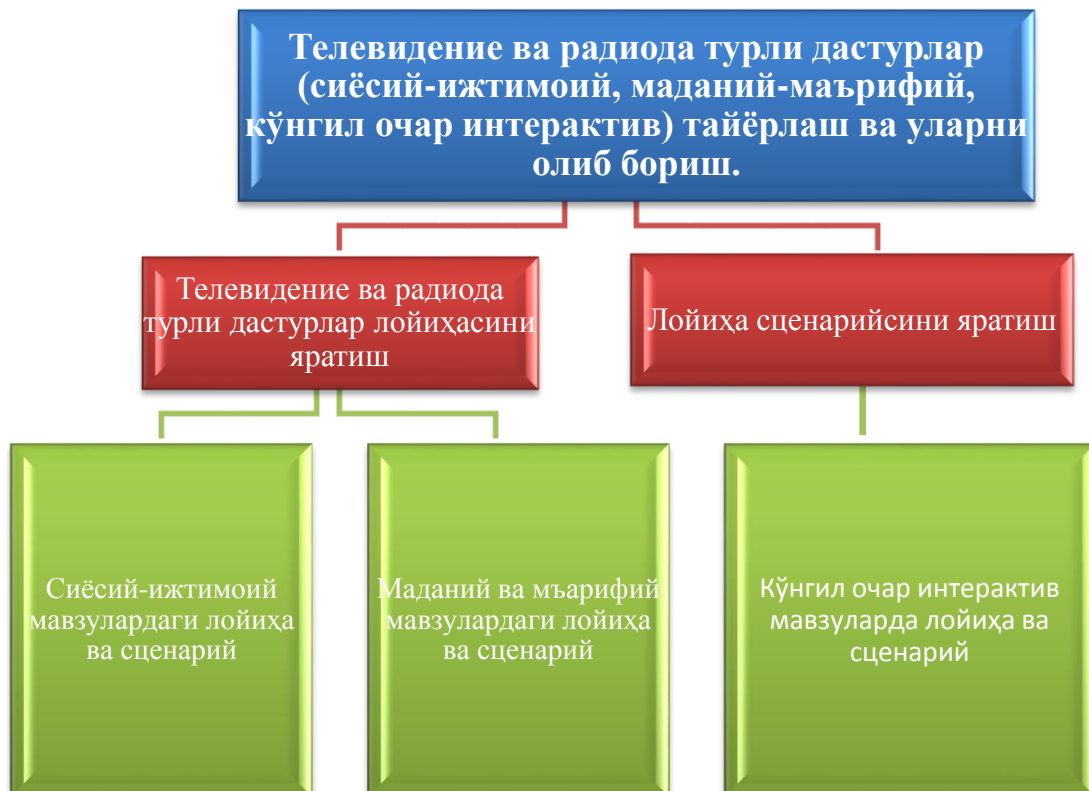 Телевидение ва радиода турли дастурлар
(сиёсий-ижтимоий, маданий-маърифий,
кўнгил очар интерактив) тайёрлаш ва уларни
олиб бориш.
Телевидение ва радиода
турли дастурлар лойиҳасини
яратиш
Лойиҳа сценарийсини яратиш
Сиёсий-ижтимоий
мавзулардаги лойиҳа
ва сценарий
Маданий ва мъарифий
мавзулардаги лойиҳа
ва сценарий
Кўнгил очар интерактив
мавзуларда лойиҳа ва
сценарий